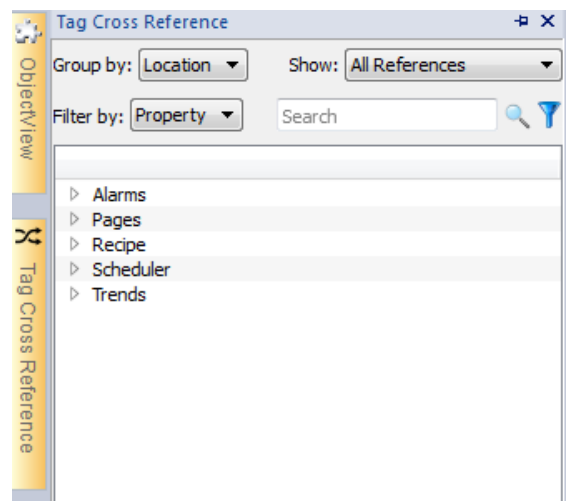 Tag Cross Reference
Group by: Location Show: All References
Filter by: Property Search
Alarms
Pages
Recipe
Scheduler
Trends
ObjectView
Tag Cross Reference